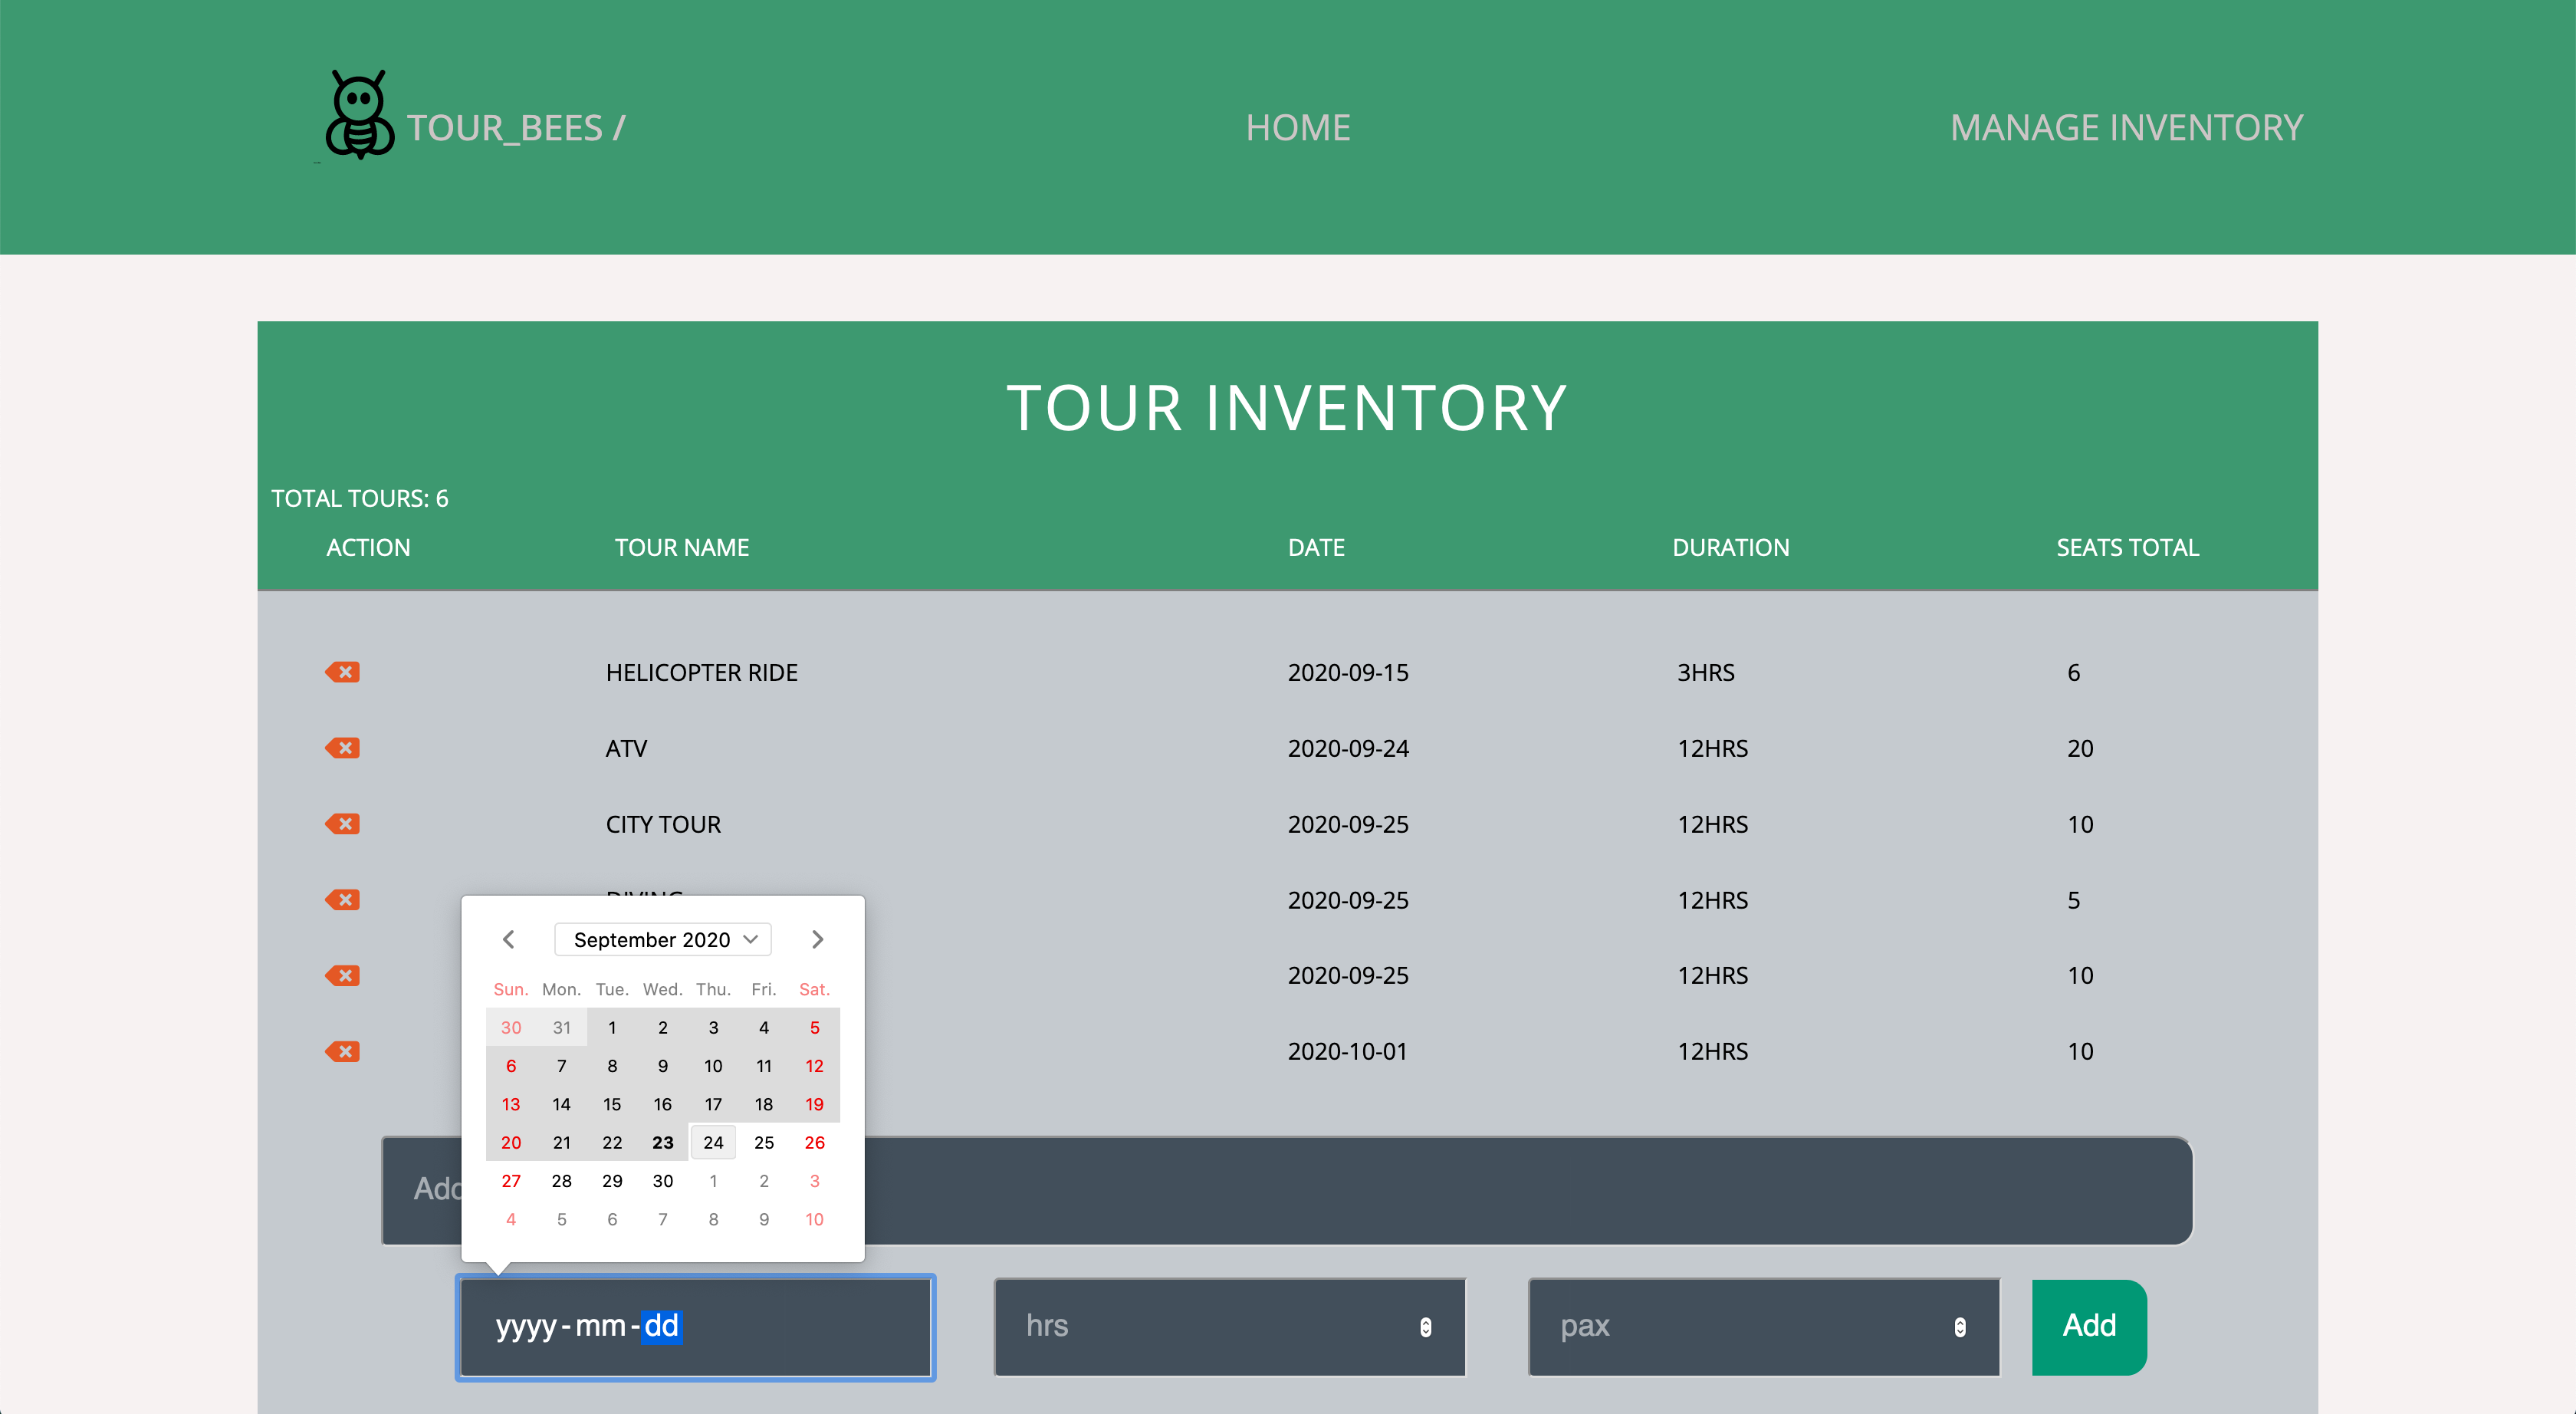 TOUR_BEES / HOME MANAGE INVENTORY
TOUR INVENTORY
TOTAL TOURS: 6
ACTION TOUR NAME DATE DURATION SEATS TOTAL
HELICOPTER RIDE 2020-09-15 3HRS 6
ATV 2020-09-24 12HRS 20
CITY TOUR 2020-09-25 12HRS 10
DIVING 2020-09-25 12HRS 5
2020-09-25 12HRS 10
2020-10-01 12HRS 10
September 2020
Sun. Mon. Tue. Wed. Thu. Fri. Sat.
30 31 1 2 3 4 5
6 7 8 9 10 11 12
13 14 15 16 17 18 19
20 21 22 23 24 25 26
27 28 29 30 1 2 3
4 5 6 7 8 9 10
Add
yyyy-mm-dd hrs pax Add